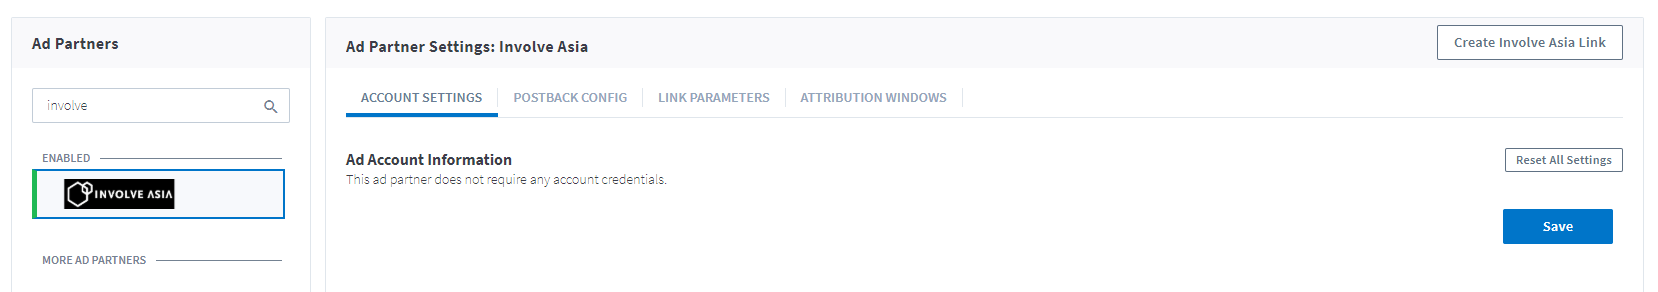 Ad Partners
involve
ENABLED
INVOLVE ASIA
MORE AD PARTNERS
Ad Partner Settings: Involve Asia
Create Involve Asia Link
ACCOUNT SETTINGS
POSTBACK CONFIG
LINK PARAMETERS
ATTRIBUTION WINDOWS
Ad Account Information
Reset All Settings
This ad partner does not require any account credentials.
Save